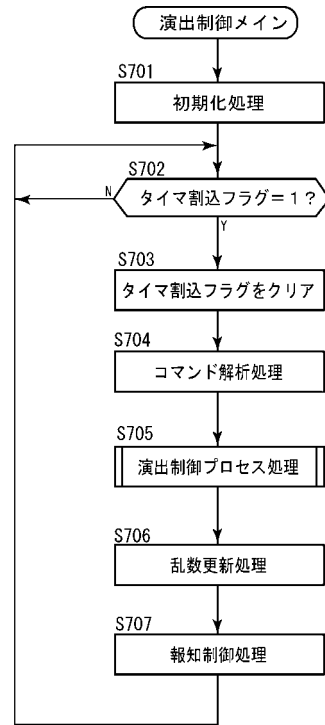 演出制御メイン
S701
初期化処理
S702
N
タイマ割込フラグ=1?
Y
S703
タイマ割込フラグをクリア
S704
コマンド解析処理
S705
演出制御プロセス処理
S706
乱数更新処理
S707
報知制御処理